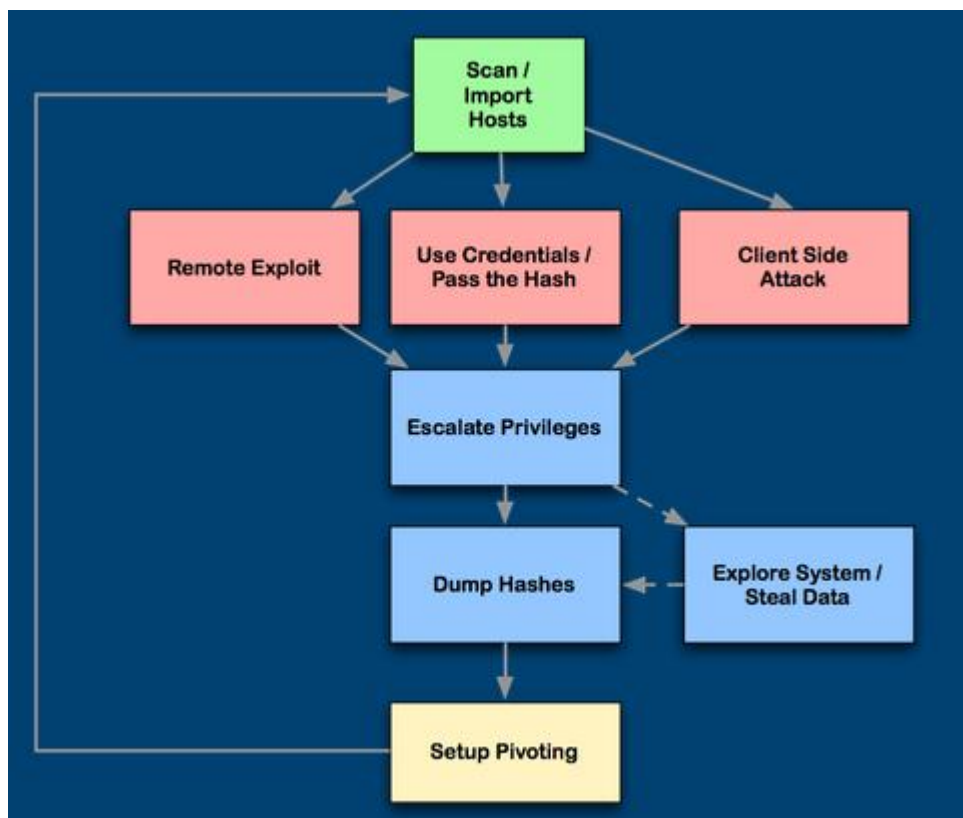 Scan /
Import
Hosts
Remote Exploit
Use Credentials /
Pass the Hash
Client Side
Attack
Escalate Privileges
Dump Hashes
Explore System /
Steal Data
Setup Pivoting